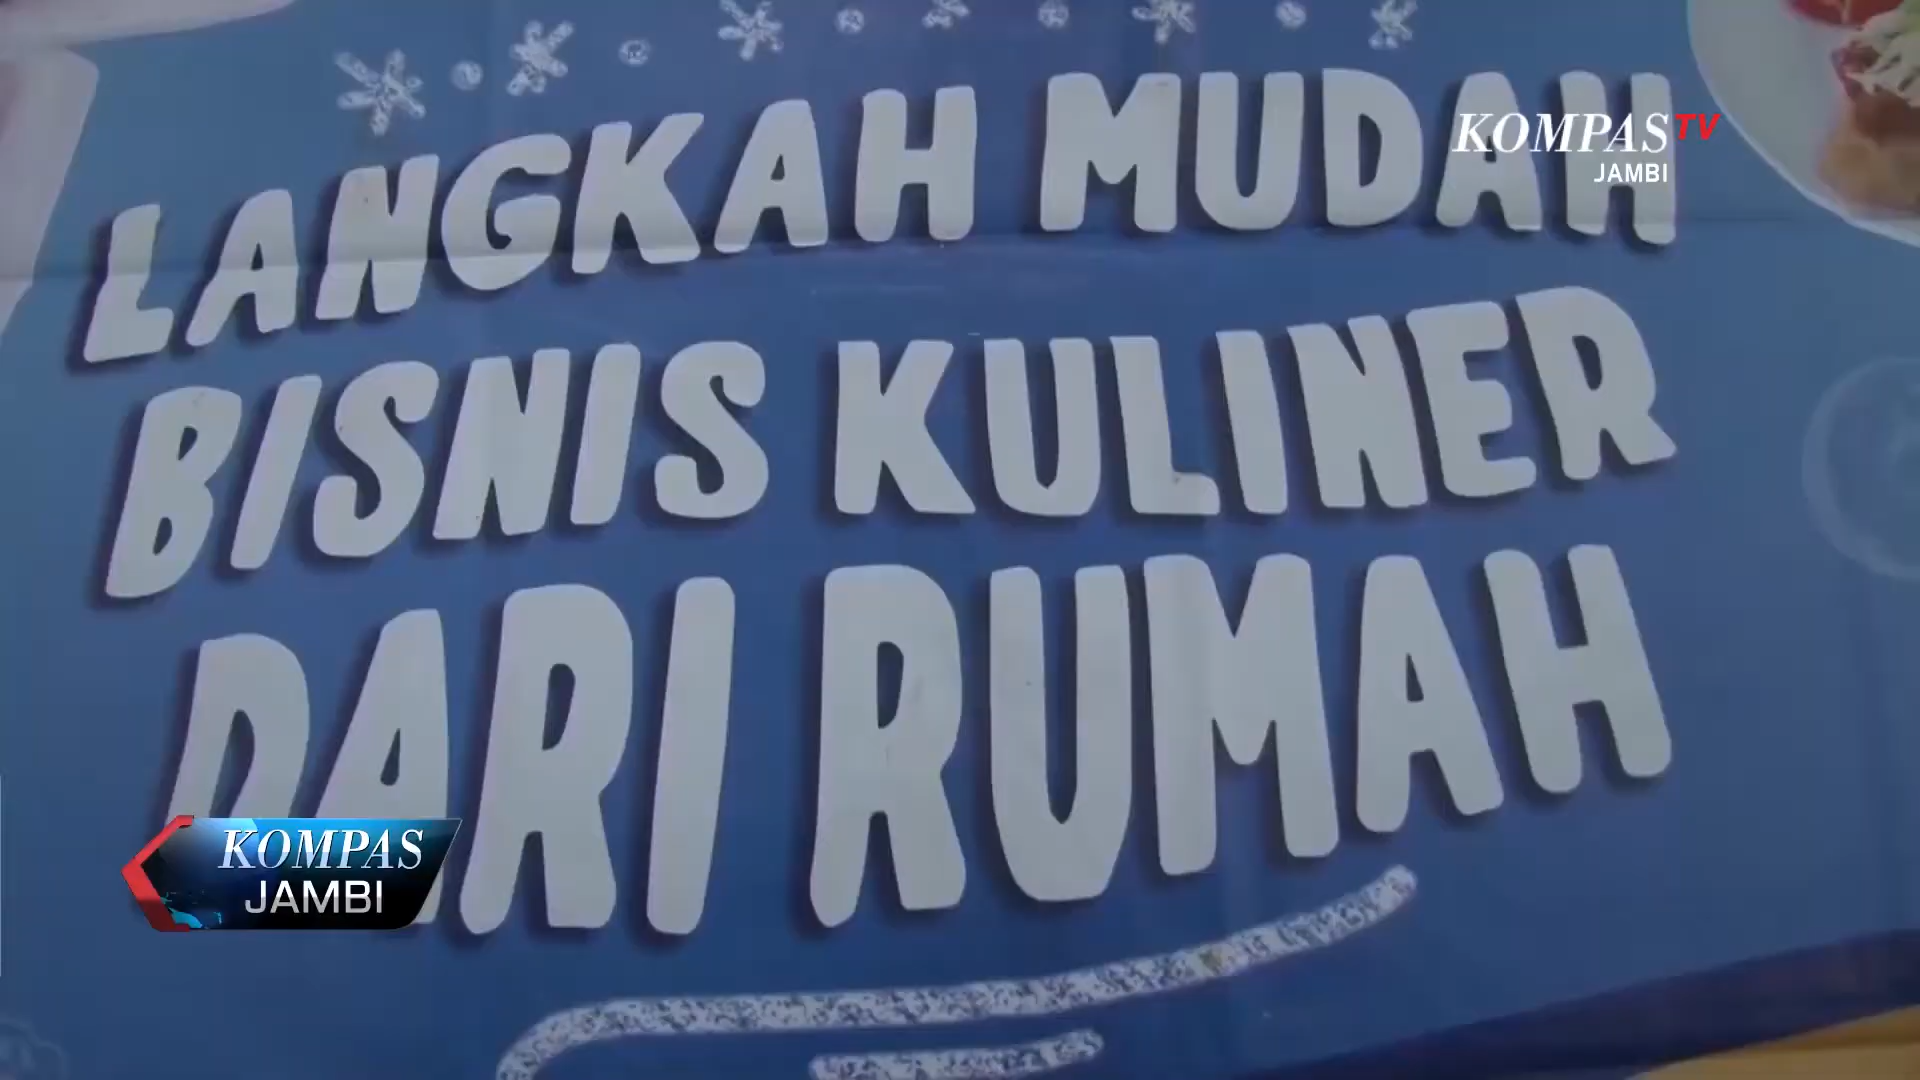 LANGKAH MUDAH
BISNIS KULINER
DARI RUMAH
KOMPAS TV
JAMBI
KOMPAS
JAMBI